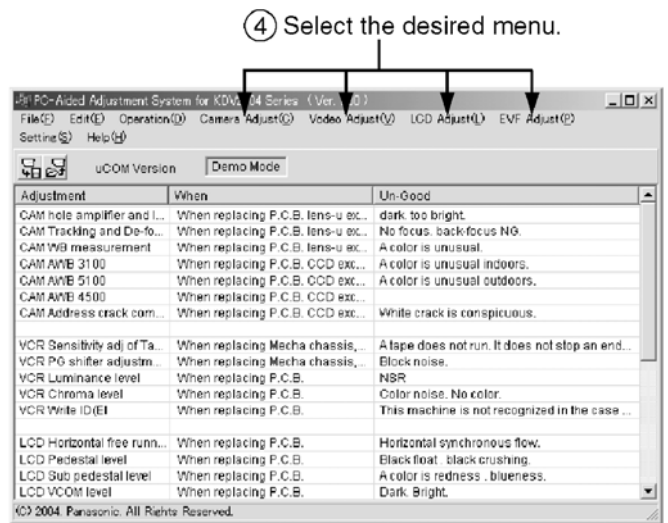 ④ Select the desired menu.
PC-Aided Adjustment System for KDV 04 Series (Ver. .0)
File(F) Edit(E) Operation(O) Camera Adjust(C) Vodeo Adjust(V) LCD Adjust(L) EVF Adjust(P)
Setting(S) Help(H)
uCOM Version Demo Mode
Adjustment When Un-Good
CAM hole amplifier and l... When replacing P.C.B. lens-u ex... dark. too bright.
CAM Tracking and De-fo... When replacing P.C.B. lens-u ex... No focus. back-focus NG.
CAM WB measurement When replacing P.C.B. lens-u ex... A color is unusual.
CAM AWB 3100 When replacing P.C.B. CCD exc... A color is unusual indoors.
CAM AWB 5100 When replacing P.C.B. CCD exc... A color is unusual outdoors.
CAM AWB 4500 When replacing P.C.B. CCD exc...
CAM Address crack com... When replacing P.C.B. CCD exc... White crack is conspicuous.
VCR Sensitivity adj of Ta... When replacing Mecha chassis,... A tape does not run. It does not stop an end...
VCR PG shifter adjustm... When replacing Mecha chassis,... Block noise.
VCR Luminance level When replacing P.C.B. NSR
VCR Chroma level When replacing P.C.B. Color noise. No color.
VCR Write ID(EI When replacing P.C.B. This machine is not recognized in the case ...
LCD Horizontal free runn... When replacing P.C.B. Horizontal synchronous flow.
LCD Pedestal level When replacing P.C.B. Black float . black crushing.
LCD Sub pedestal level When replacing P.C.B. A color is redness . blueness.
LCD VCOM level When replacing P.C.B. Dark. Bright.
(C) 2004. Panasonic. All Rights Reserved.